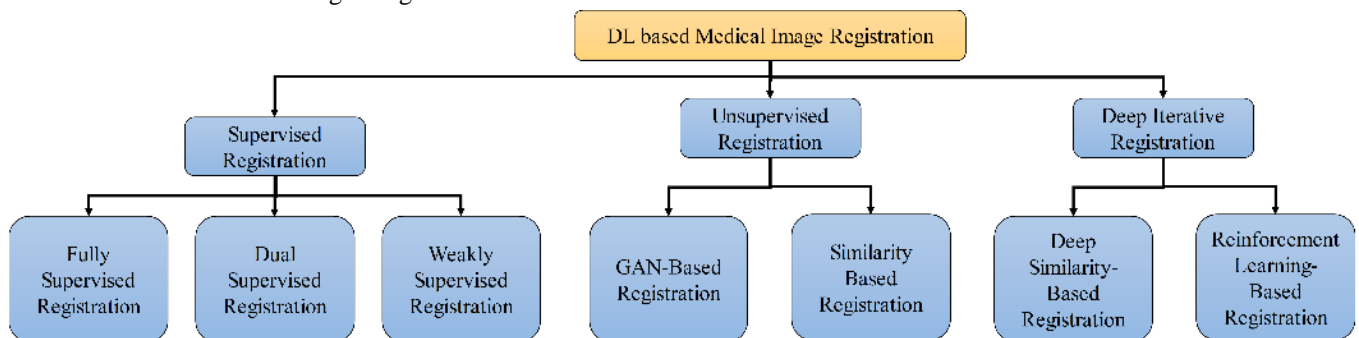 DL based Medical Image Registration
Supervised
Registration
Unsupervised
Registration
Deep Iterative
Registration
Fully
Supervised
Registration
Dual
Supervised
Registration
Weakly
Supervised
Registration
GAN-Based
Registration
Similarity
Based
Registration
Deep
Similarity-
Based
Registration
Reinforcement
Learning-
Based
Registration